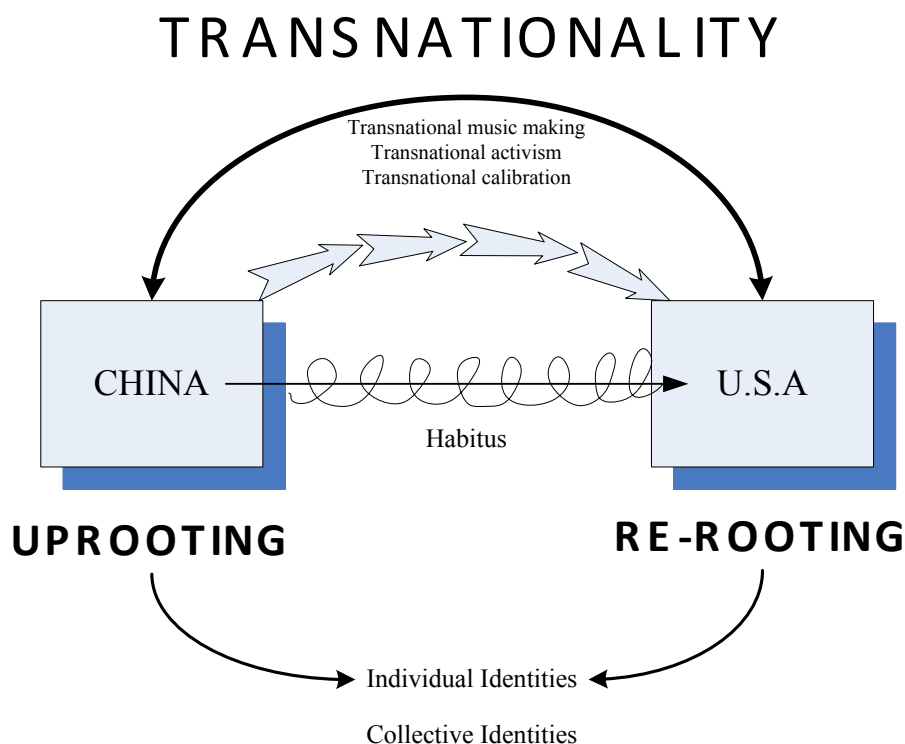 TRANSNATIONALITY
Transnational music making
Transnational activism
Transnational calibration
CHINA
U.S.A
Habitus
UPROOTING
RE-ROOTING
Individual Identities
Collective Identities